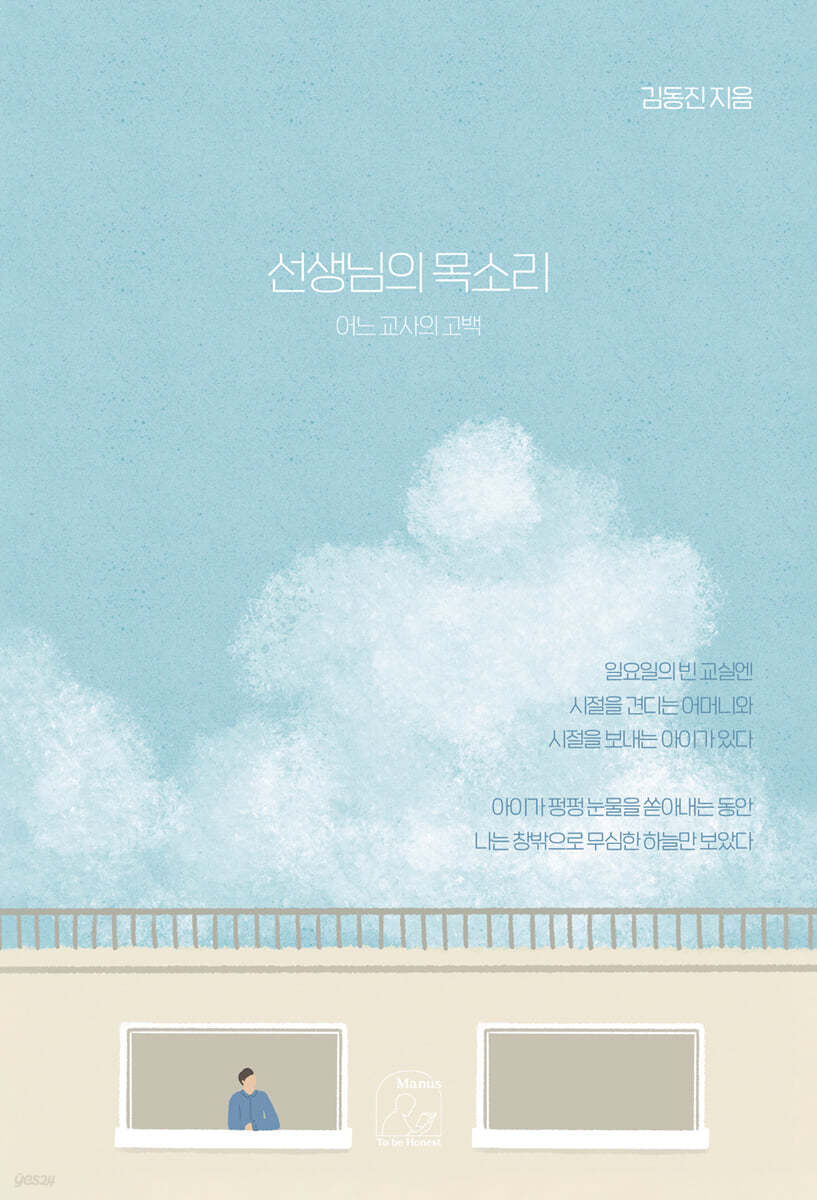 김동진 지음
선생님의 목소리
어느 교사의 고백
일요일의 빈 교실엔
시절을 견디는 어머니와
시절을 보내는 아이가 있다
아이가 펑펑 눈물을 쏟아내는 동안
나는 창밖으로 무심한 하늘만 보았다
Manus
To be Honest
yes24